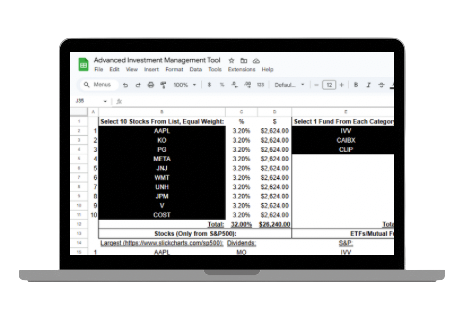 Advanced Investment Management Tool
File Edit View Insert Format Data Tools Extensions Help
Menus 100% $ % .0 .00 123 Defaul... − 12 + B I
J35 fx
A B C D E
1 Select 10 Stocks From List, Equal Weight: % $ Select 1 Fund From Each Category
2 1 AAPL 3.20% $2,624.00 IVV
3 2 KO 3.20% $2,624.00 CAIBX
4 3 PG 3.20% $2,624.00 CLIP
5 4 META 3.20% $2,624.00
6 5 JNJ 3.20% $2,624.00
7 6 WMT 3.20% $2,624.00
8 7 UNH 3.20% $2,624.00
9 8 JPM 3.20% $2,624.00
10 9 V 3.20% $2,624.00
11 10 COST 3.20% $2,624.00
12 Total: 32.00% $26,240.00 Tota
13 Stocks (Only from S&P500): ETFs/Mutual F
14 Largest (https://www.slickcharts.com/sp500): Dividends: S&P:
15 1 AAPL MO IVV